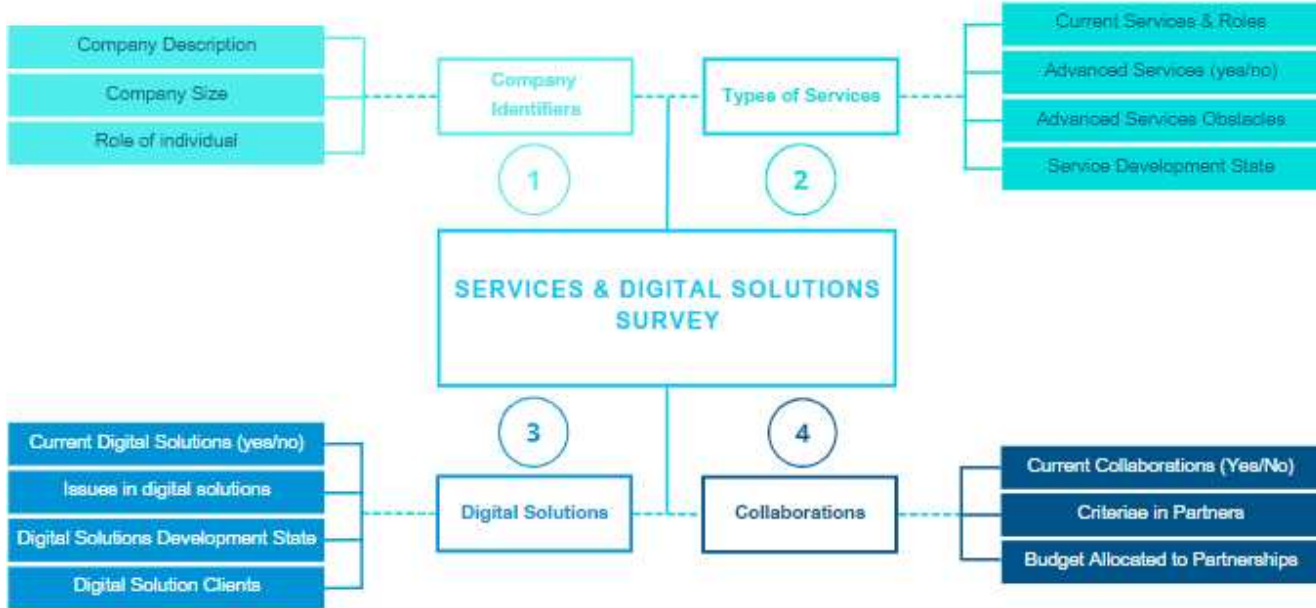 Company Description
Company Size
Role of individual
Company
Identifiers
1
Types of Services
2
Current Services & Roles
Advanced Services (yes/no)
Advanced Services Obstacles
Service Development State
SERVICES & DIGITAL SOLUTIONS
SURVEY
Current Digital Solutions (yes/no)
Issues in digital solutions
Digital Solutions Development State
Digital Solution Clients
3
Digital Solutions
4
Collaborations
Current Collaborations (Yes/No)
Criteriae in Partners
Budget Allocated to Partnerships